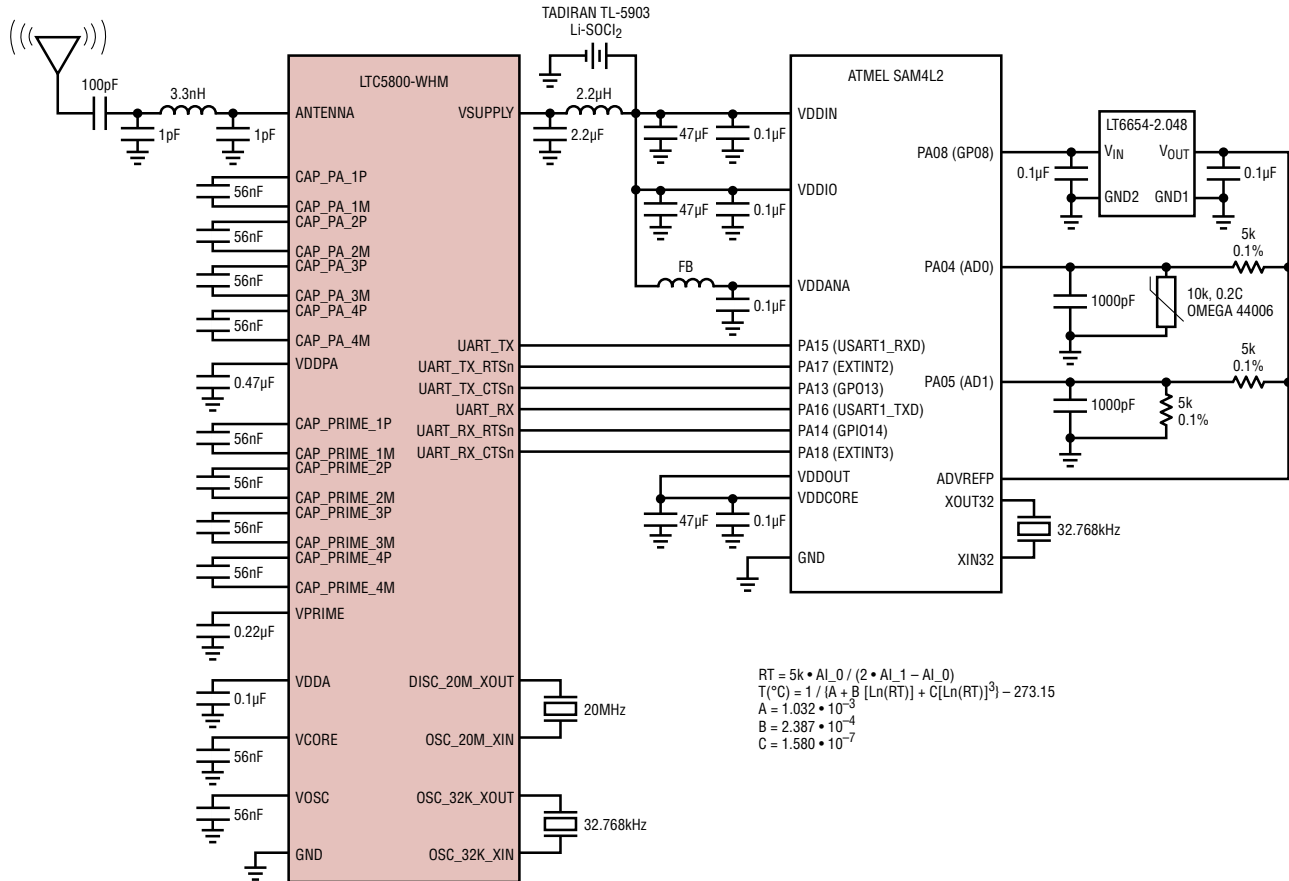 TADIRAN TL-5903
Li-SOCl2
LTC5800-WHM
ATMEL SAM4L2
LT6654-2.048
100pF
3.3nH
1pF
1pF
ANTENNA
VSUPPLY
2.2µH
2.2µF
47µF
0.1µF
VDDIN
47µF
0.1µF
VDDIO
FB
0.1µF
VDDANA
CAP_PA_1P
56nF
CAP_PA_1M
CAP_PA_2P
56nF
CAP_PA_2M
CAP_PA_3P
56nF
CAP_PA_3M
CAP_PA_4P
56nF
CAP_PA_4M
VDDPA
0.47µF
CAP_PRIME_1P
56nF
CAP_PRIME_1M
CAP_PRIME_2P
56nF
CAP_PRIME_2M
CAP_PRIME_3P
56nF
CAP_PRIME_3M
CAP_PRIME_4P
56nF
CAP_PRIME_4M
VPRIME
0.22µF
VDDA
0.1µF
VCORE
56nF
VOSC
56nF
GND
UART_TX
UART_TX_RTSn
UART_TX_CTSn
UART_RX
UART_RX_RTSn
UART_RX_CTSn
DISC_20M_XOUT
20MHz
OSC_20M_XIN
OSC_32K_XOUT
32.768kHz
OSC_32K_XIN
PA15 (USART1_RXD)
PA17 (EXTINT2)
PA13 (GPO13)
PA16 (USART1_TXD)
PA14 (GPIO14)
PA18 (EXTINT3)
VDDOUT
VDDCORE
47µF
0.1µF
GND
PA08 (GP08)
0.1µF
VIN
VOUT
GND2
GND1
0.1µF
PA04 (AD0)
1000pF
10k, 0.2C
OMEGA 44006
5k
0.1%
PA05 (AD1)
1000pF
5k
0.1%
5k
0.1%
ADVREFP
XOUT32
32.768kHz
XIN32
RT = 5k • AI_0 / (2 • AI_1 – AI_0)
T(°C) = 1 / {A + B [Ln(RT)] + C[Ln(RT)]3} – 273.15
A = 1.032 • 10–3
B = 2.387 • 10–4
C = 1.580 • 10–7